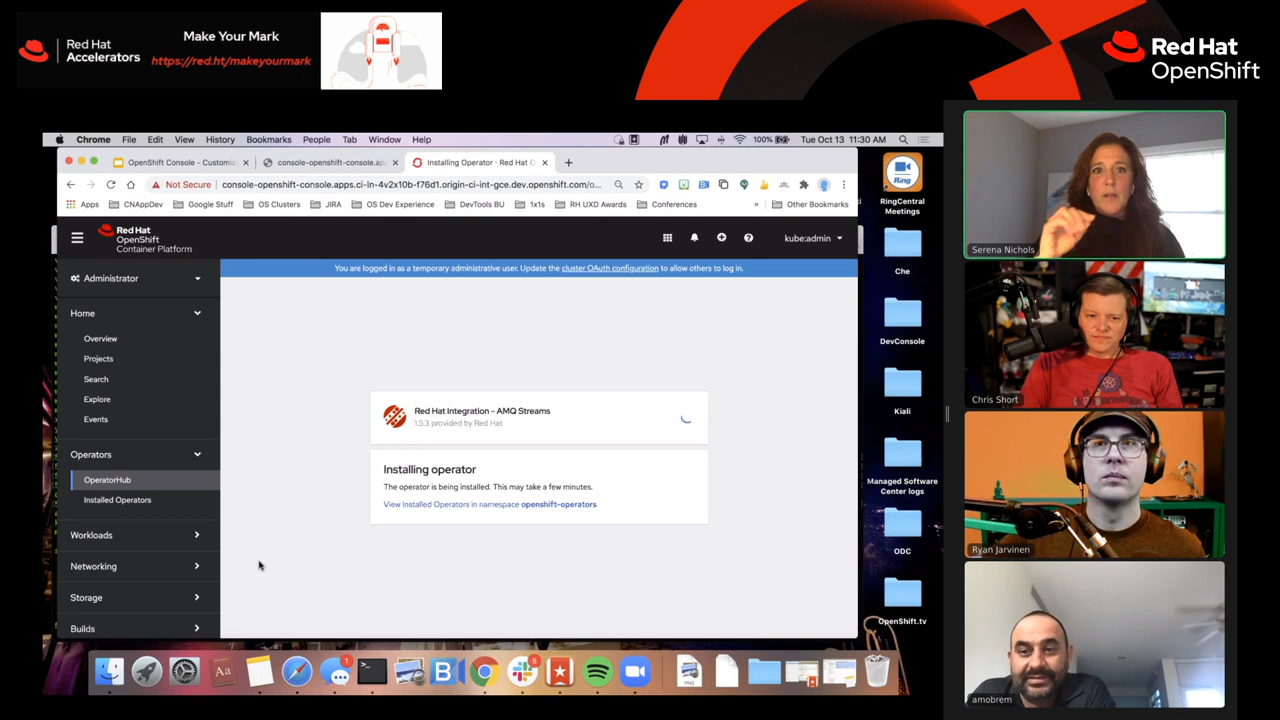 Red Hat
Accelerators
Make Your Mark
https://red.ht/makeyourmark
Red Hat
OpenShift
Chrome File Edit View History Bookmarks People Tab Window Help
100% Tue Oct 13 11:30 AM
OpenShift Console - Customiz
console-openshift-console.app
Installing Operator · Red Hat O
Not Secure console-openshift-console.apps.ci-ln-4v2x10b-f76d1.origin-ci-int-gce.dev.openshift.com/o...
Apps CNAppDev Google Stuff OS Clusters JIRA OS Dev Experience DevTools BU 1x1s RH UXD Awards Conferences » Other Bookmarks
Red Hat
OpenShift
Container Platform
kube:admin
You are logged in as a temporary administrative user. Update the cluster OAuth configuration to allow others to log in.
Administrator
Home
Overview
Projects
Search
Explore
Events
Operators
OperatorHub
Installed Operators
Workloads
Networking
Storage
Builds
Red Hat Integration - AMQ Streams
1.5.3 provided by Red Hat
Installing operator
The operator is being installed. This may take a few minutes.
View Installed Operators in namespace openshift-operators
Ring
RingCentral
Meetings
Che
DevConsole
Kiali
Managed Software
Center logs
ODC
OpenShift.tv
Aa
1
5
PNG
Serena Nichols
Chris Short
Ryan Jarvinen
amobrem